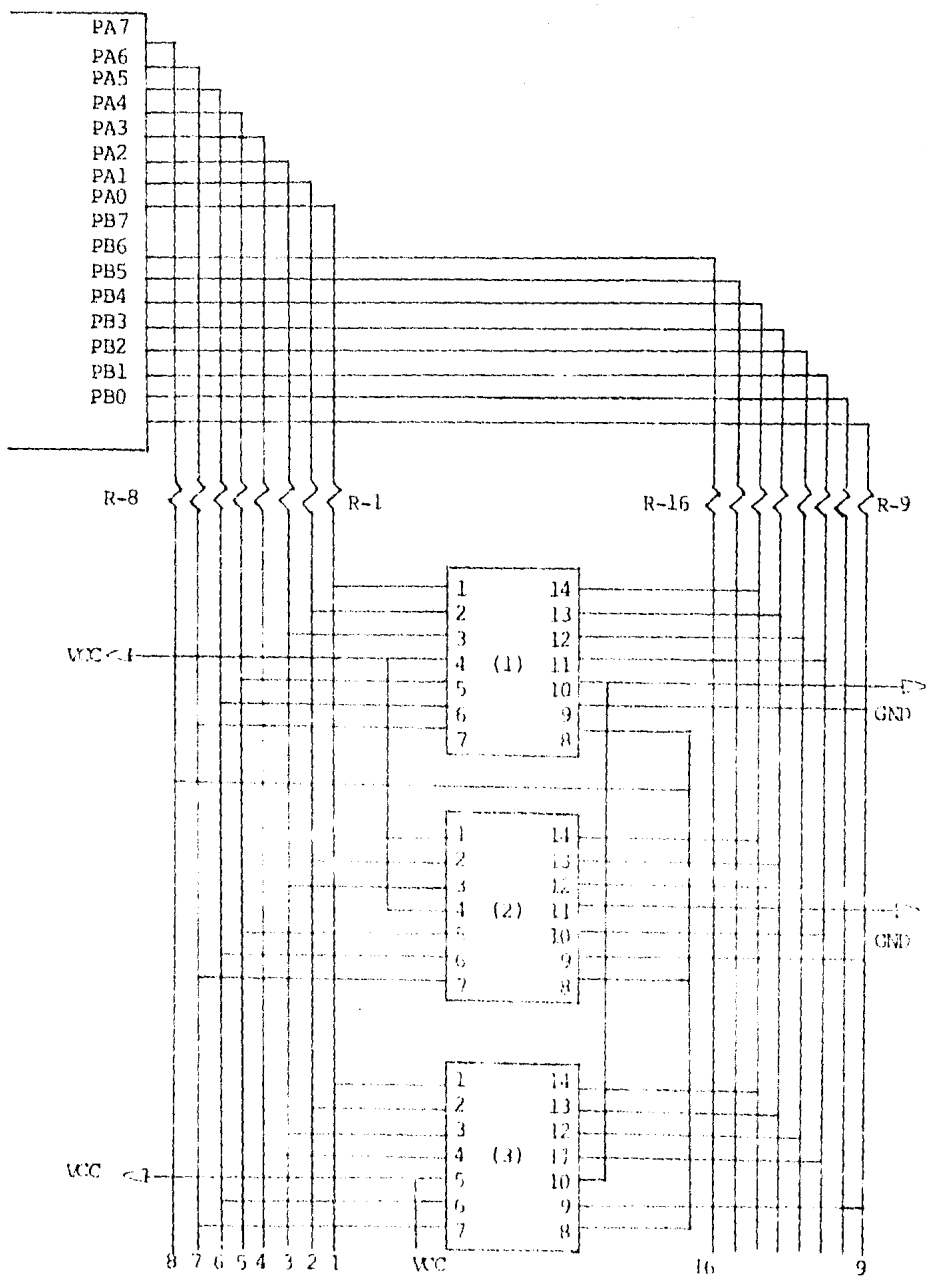 PA7
PA6
PA5
PA4
PA3
PA2
PA1
PA0
PB7
PB6
PB5
PB4
PB3
PB2
PB1
PB0
R-8 R-1 R-16 R-9
1 14
2 13
3 12
VCC 4 (1) 11
5 10
6 9 GND
7 8
1 14
2 13
3 12
4 (2) 11
5 10 GND
6 9
7 8
1 14
2 13
3 12
4 (3) 11
VCC 5 10
6 9
7 8
8 7 6 5 4 3 2 1 VCC 16 9